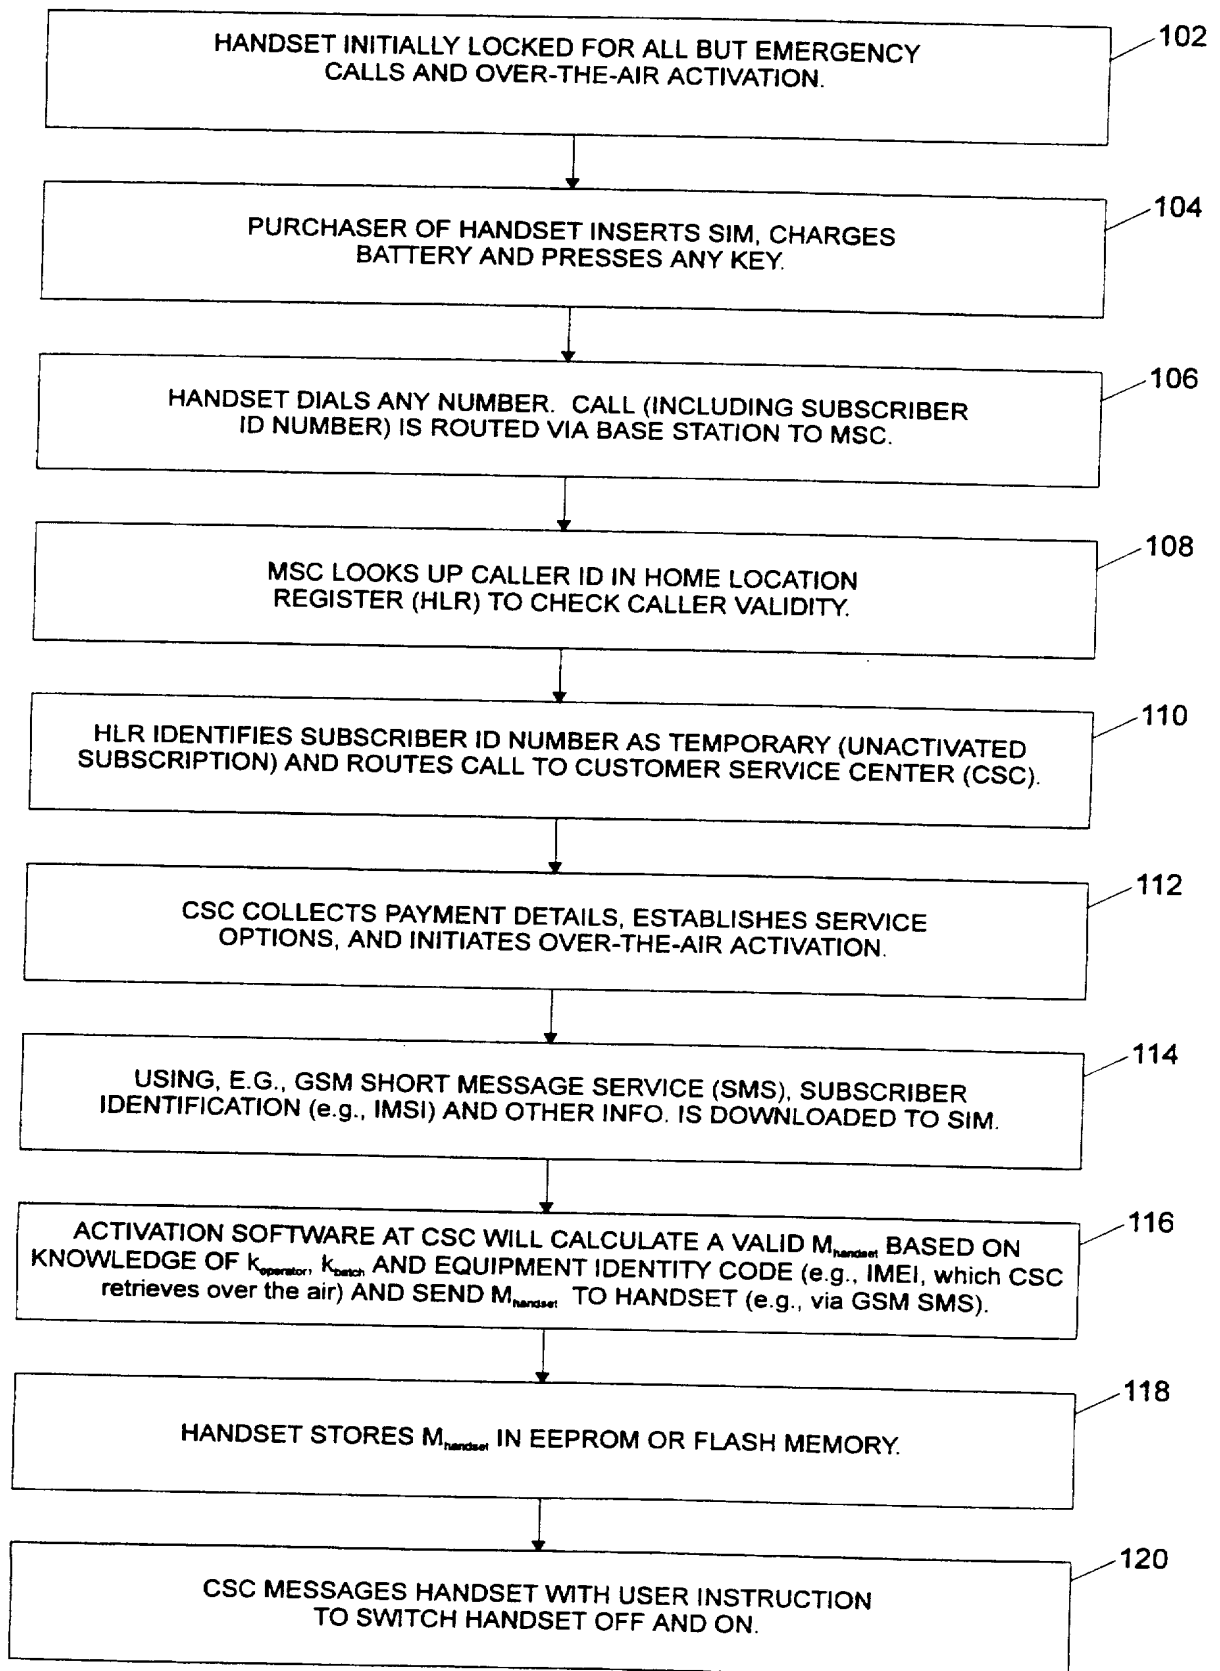 102
HANDSET INITIALLY LOCKED FOR ALL BUT EMERGENCY
CALLS AND OVER-THE-AIR ACTIVATION.
104
PURCHASER OF HANDSET INSERTS SIM, CHARGES
BATTERY AND PRESSES ANY KEY.
106
HANDSET DIALS ANY NUMBER. CALL (INCLUDING SUBSCRIBER
ID NUMBER) IS ROUTED VIA BASE STATION TO MSC.
108
MSC LOOKS UP CALLER ID IN HOME LOCATION
REGISTER (HLR) TO CHECK CALLER VALIDITY.
110
HLR IDENTIFIES SUBSCRIBER ID NUMBER AS TEMPORARY (UNACTIVATED
SUBSCRIPTION) AND ROUTES CALL TO CUSTOMER SERVICE CENTER (CSC).
112
CSC COLLECTS PAYMENT DETAILS, ESTABLISHES SERVICE
OPTIONS, AND INITIATES OVER-THE-AIR ACTIVATION.
114
USING, E.G., GSM SHORT MESSAGE SERVICE (SMS), SUBSCRIBER
IDENTIFICATION (e.g., IMSI) AND OTHER INFO. IS DOWNLOADED TO SIM.
116
ACTIVATION SOFTWARE AT CSC WILL CALCULATE A VALID Mhandset BASED ON
KNOWLEDGE OF koperator, kbatch AND EQUIPMENT IDENTITY CODE (e.g., IMEI, which CSC
retrieves over the air) AND SEND Mhandset TO HANDSET (e.g., via GSM SMS).
118
HANDSET STORES Mhandset IN EEPROM OR FLASH MEMORY.
120
CSC MESSAGES HANDSET WITH USER INSTRUCTION
TO SWITCH HANDSET OFF AND ON.